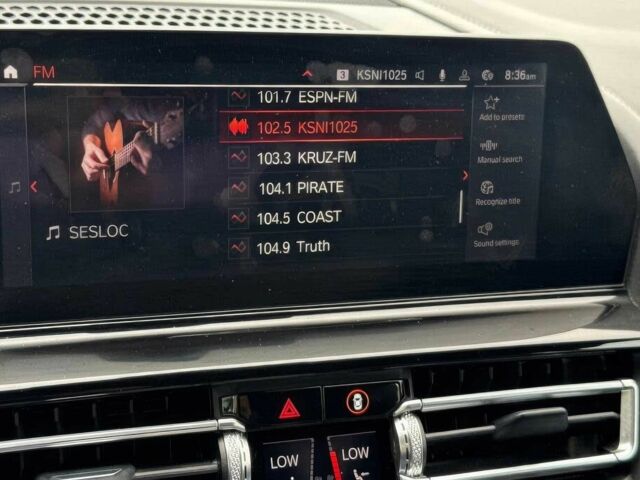 FM
3 KSNI1025
8:36am
101.7 ESPN-FM
102.5 KSNI1025
103.3 KRUZ-FM
104.1 PIRATE
104.5 COAST
104.9 Truth
SESLOC
Add to presets
Manual search
Recognize title
Sound settings
LOW
LOW